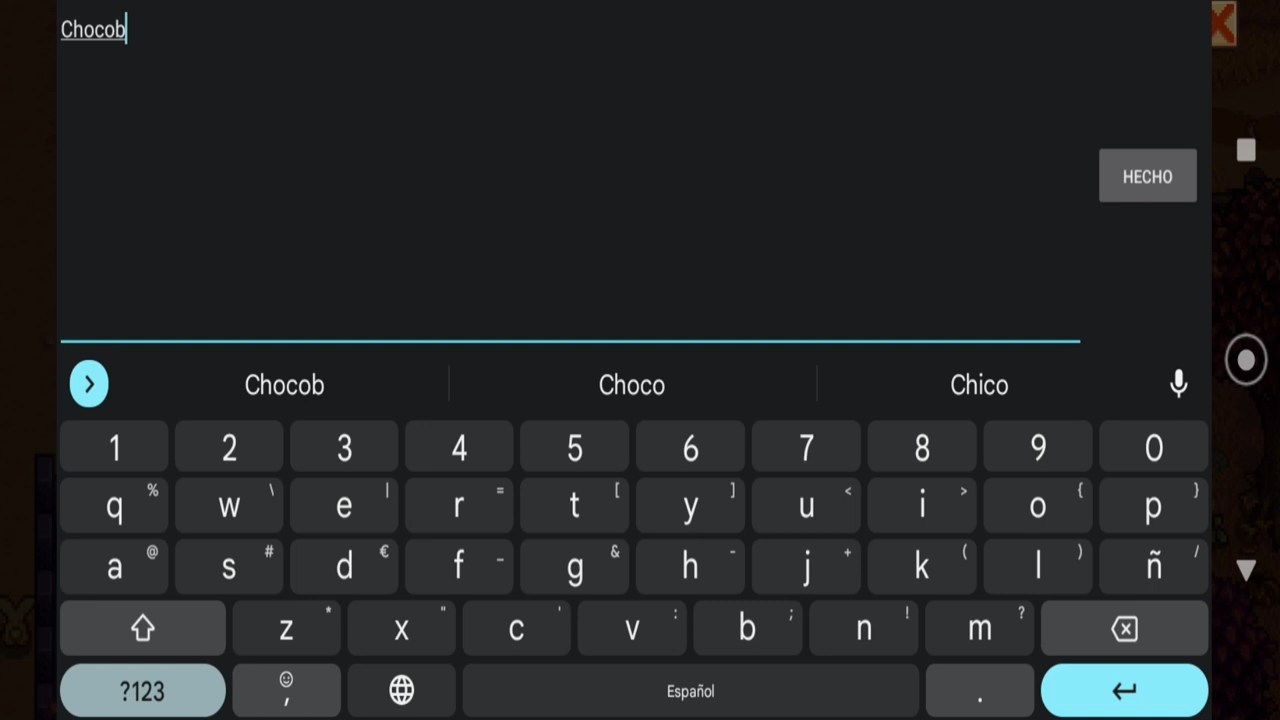 Chocob
HECHO
Chocob Choco Chico
1 2 3 4 5 6 7 8 9 0
q % w \ e | r = t [ y ] u < i > o { p }
a @ s # d € f _ g & h - j + k ( l ) ñ /
z * x " c ' v : b ; n ! m ?
?123 , Español .